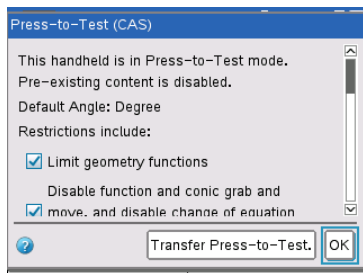 Press-to-Test (CAS)
This handheld is in Press-to-Test mode.
Pre-existing content is disabled.
Default Angle: Degree
Restrictions include:
Limit geometry functions
Disable function and conic grab and
move, and disable change of equation
Transfer Press-to-Test.
OK